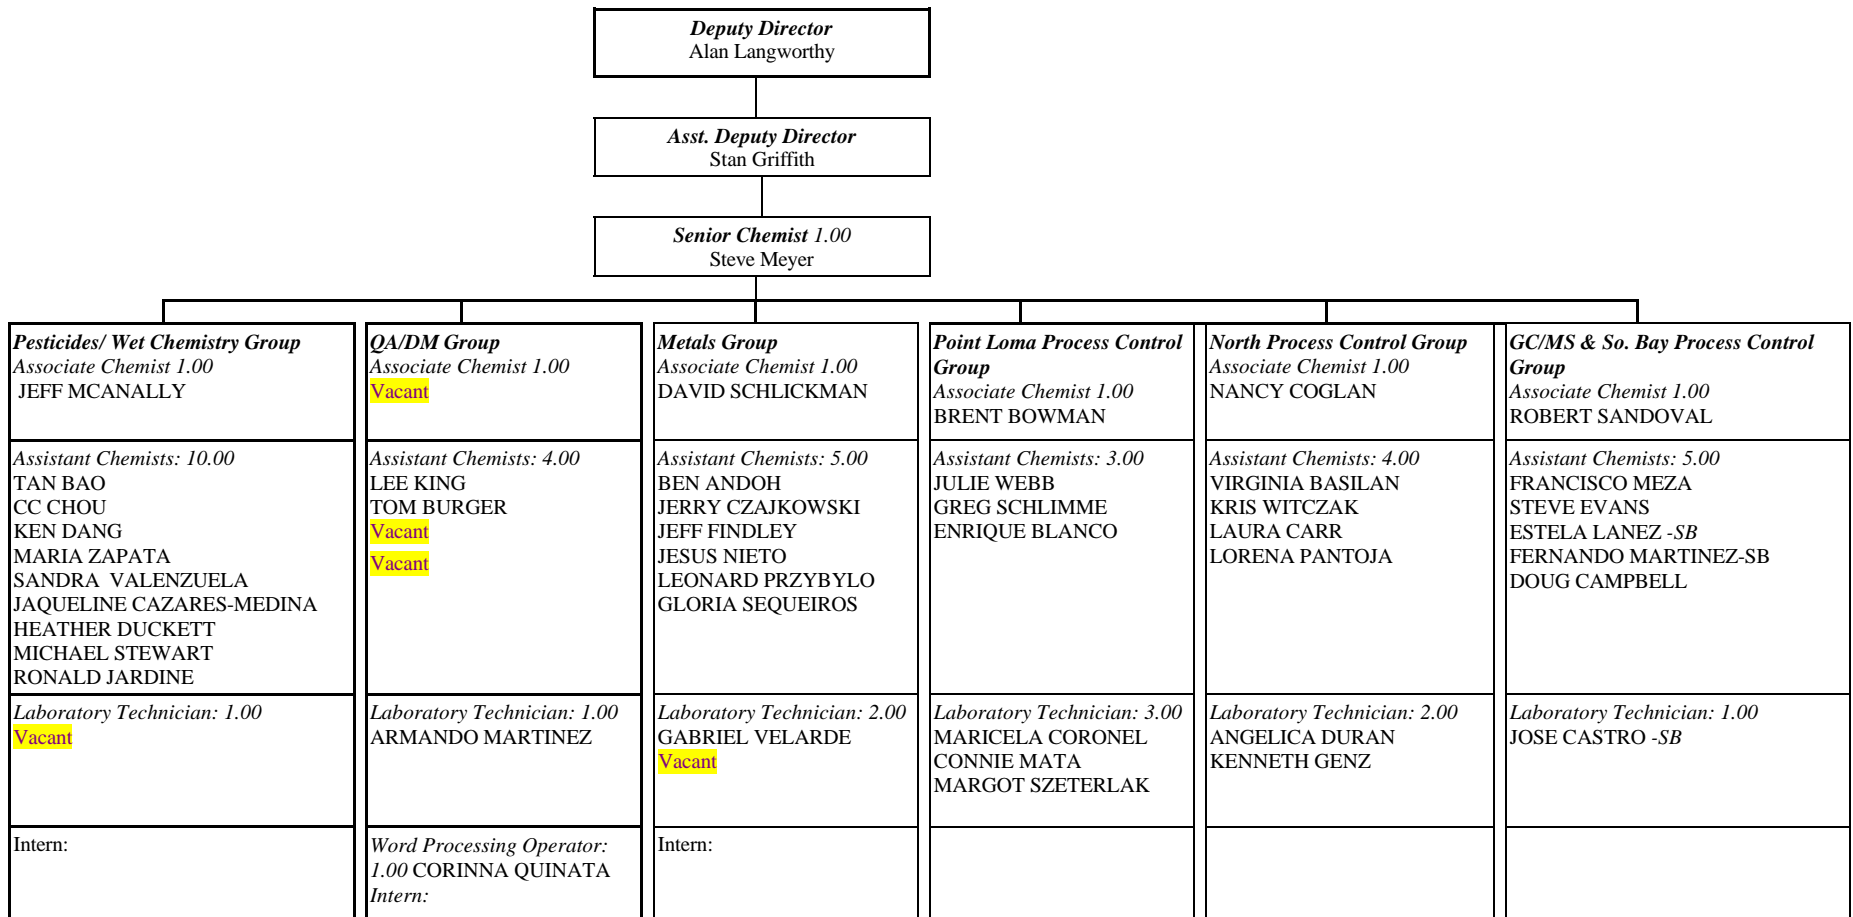 Deputy Director
Alan Langworthy
Asst. Deputy Director
Stan Griffith
Senior Chemist 1.00
Steve Meyer
Pesticides/ Wet Chemistry Group
Associate Chemist 1.00
JEFF MCANALLY
Assistant Chemists: 10.00
TAN BAO
CC CHOU
KEN DANG
MARIA ZAPATA
SANDRA VALENZUELA
JAQUELINE CAZARES-MEDINA
HEATHER DUCKETT
MICHAEL STEWART
RONALD JARDINE
Laboratory Technician: 1.00
Vacant
Intern:
QA/DM Group
Associate Chemist 1.00
Vacant
Assistant Chemists: 4.00
LEE KING
TOM BURGER
Vacant
Vacant
Laboratory Technician: 1.00
ARMANDO MARTINEZ
Word Processing Operator:
1.00 CORINNA QUINATA
Intern:
Metals Group
Associate Chemist 1.00
DAVID SCHLICKMAN
Assistant Chemists: 5.00
BEN ANDOH
JERRY CZAJKOWSKI
JEFF FINDLEY
JESUS NIETO
LEONARD PRZYBYLO
GLORIA SEQUEIROS
Laboratory Technician: 2.00
GABRIEL VELARDE
Vacant
Intern:
Point Loma Process Control
Group
Associate Chemist 1.00
BRENT BOWMAN
Assistant Chemists: 3.00
JULIE WEBB
GREG SCHLIMME
ENRIQUE BLANCO
Laboratory Technician: 3.00
MARICELA CORONEL
CONNIE MATA
MARGOT SZETERLAK
North Process Control Group
Associate Chemist 1.00
NANCY COGLAN
Assistant Chemists: 4.00
VIRGINIA BASILAN
KRIS WITCZAK
LAURA CARR
LORENA PANTOJA
Laboratory Technician: 2.00
ANGELICA DURAN
KENNETH GENZ
GC/MS & So. Bay Process Control
Group
Associate Chemist 1.00
ROBERT SANDOVAL
Assistant Chemists: 5.00
FRANCISCO MEZA
STEVE EVANS
ESTELA LANEZ -SB
FERNANDO MARTINEZ-SB
DOUG CAMPBELL
Laboratory Technician: 1.00
JOSE CASTRO -SB